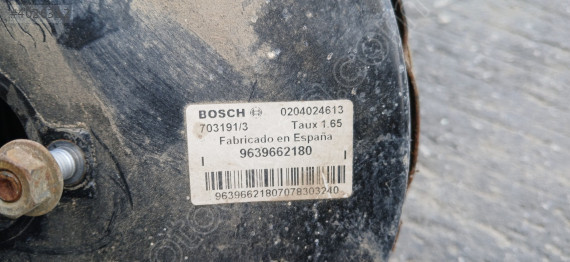 BOSCH 0204024613
703191/3 Taux 1.65
Fabricado en España
9639662180
96396621807078303240